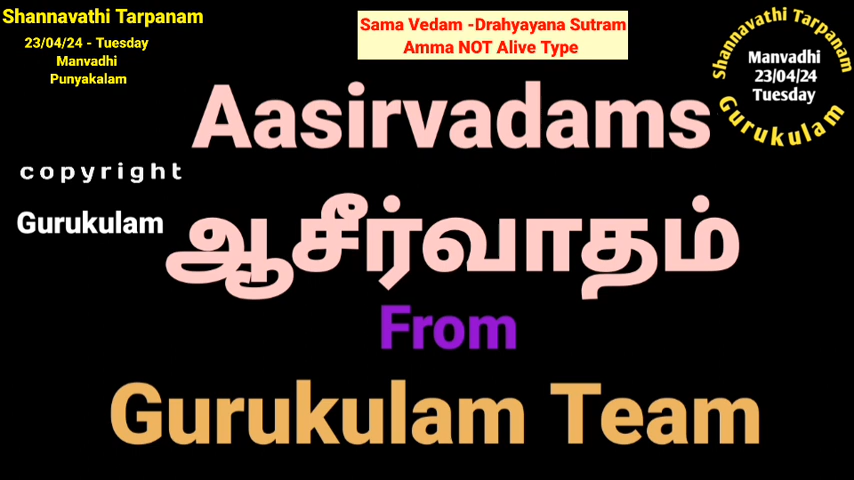 Shannavathi Tarpanam
23/04/24 - Tuesday
Manvadhi
Punyakalam
Sama Vedam -Drahyayana Sutram
Amma NOT Alive Type
Shannavathi Tarpanam
Manvadhi
23/04/24
Tuesday
Gurukulam
Aasirvadams
copyright
Gurukulam
ஆசீர்வாதம்
From
Gurukulam Team